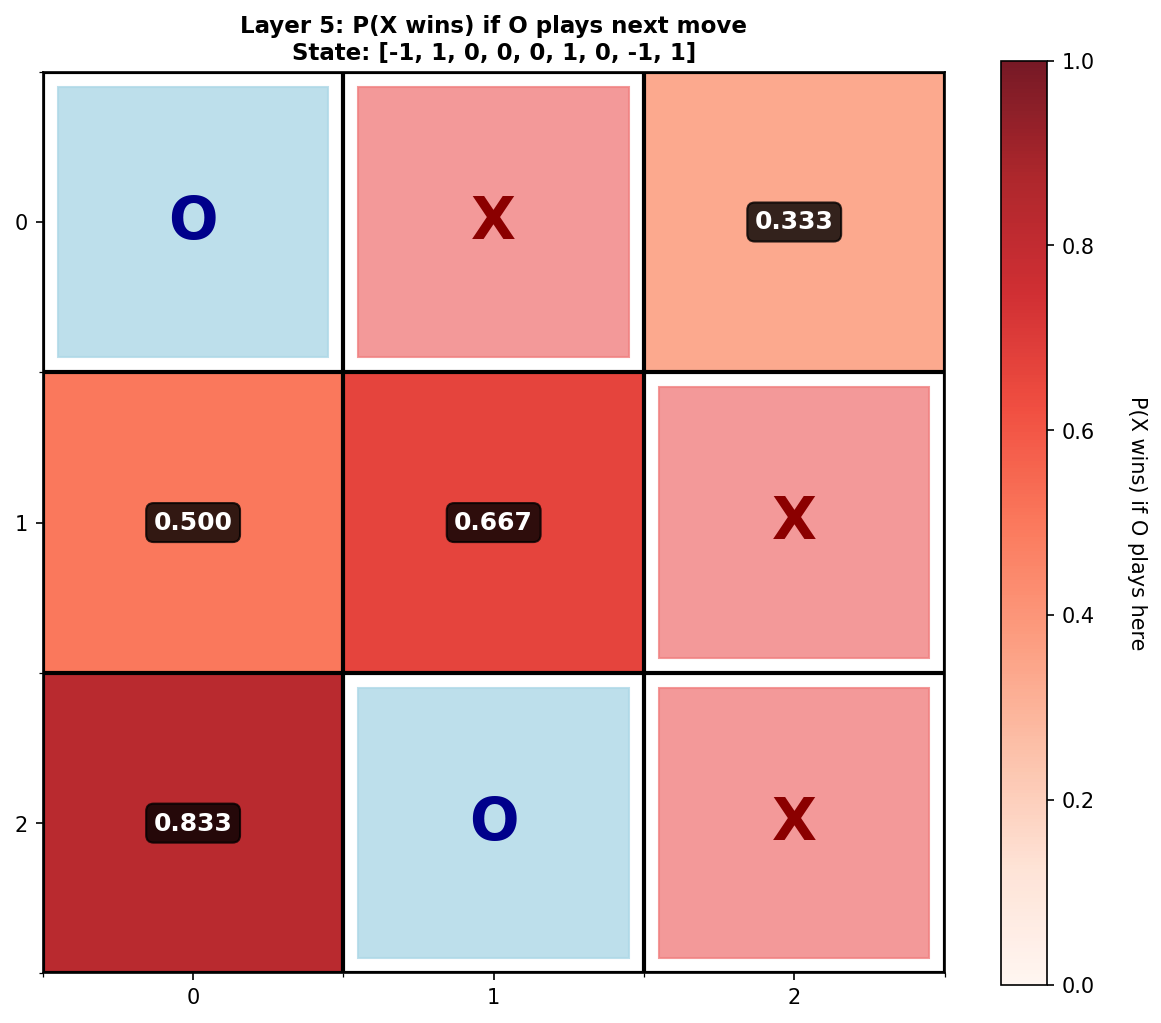 Layer 5: P(X wins) if O plays next move
State: [-1, 1, 0, 0, 0, 1, 0, -1, 1]
0
O
X
0.333
1
0.500
0.667
X
2
0.833
O
X
0
1
2
1.0
0.8
0.6
0.4
0.2
0.0
P(X wins) if O plays here